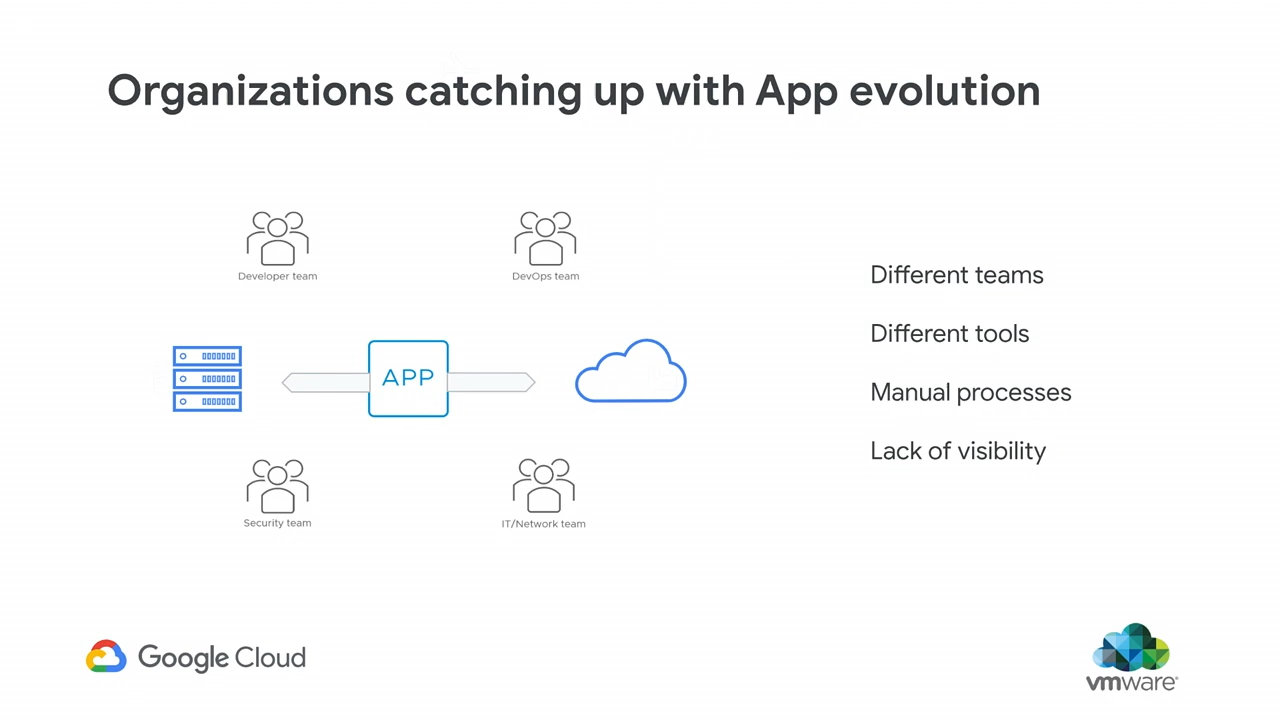 Organizations catching up with App evolution
Developer team
DevOps team
APP
Security team
IT/Network team
Different teams
Different tools
Manual processes
Lack of visibility
Google Cloud
vmware®